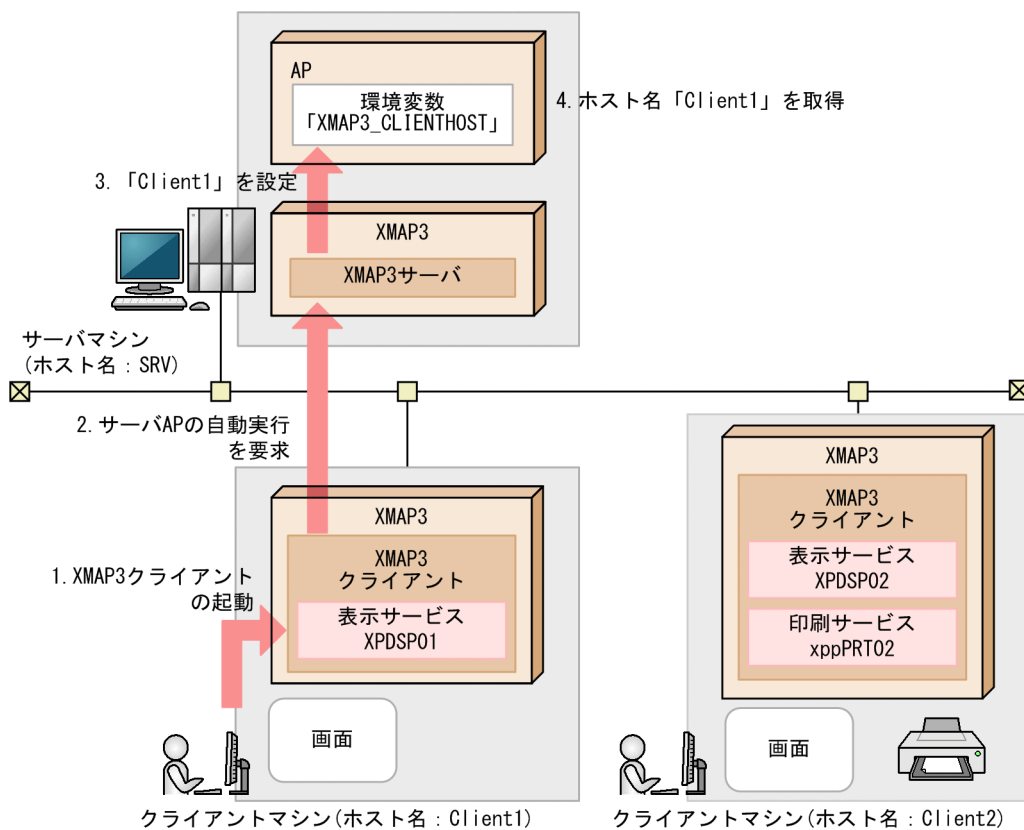 AP
環境変数
「XMAP3_CLIENTHOST」
4.ホスト名「Client1」を取得
3.「Client1」を設定
XMAP3
XMAP3サーバ
サーバマシン
(ホスト名：SRV)
2.サーバAPの自動実行
を要求
XMAP3
XMAP3
クライアント
表示サービス
XPDSP01
1.XMAP3クライアント
の起動
画面
クライアントマシン(ホスト名：Client1)
XMAP3
XMAP3
クライアント
表示サービス
XPDSP02
印刷サービス
xppPRT02
画面
クライアントマシン(ホスト名：Client2)